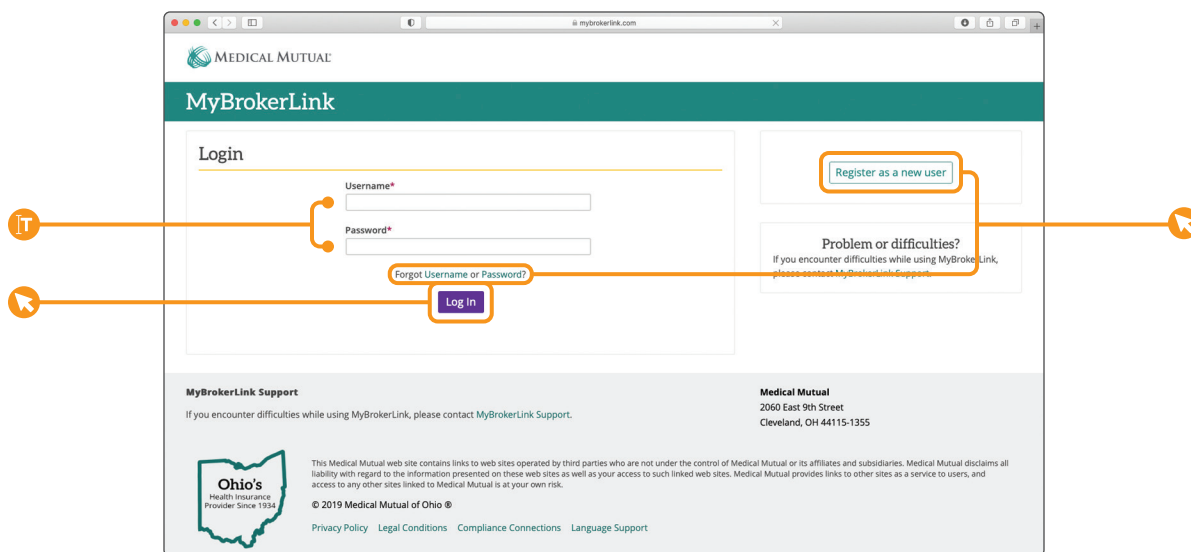 mybrokerlink.com
MEDICAL MUTUAL®
MyBrokerLink
Login
Username*
Password*
Forgot Username or Password?
Log In
Register as a new user
Problem or difficulties?
If you encounter difficulties while using MyBrokerLink,
please contact MyBrokerLink Support.
T
MyBrokerLink Support
If you encounter difficulties while using MyBrokerLink, please contact MyBrokerLink Support.
Medical Mutual
2060 East 9th Street
Cleveland, OH 44115-1355
Ohio's
Health Insurance
Provider Since 1934
This Medical Mutual web site contains links to web sites operated by third parties who are not under the control of Medical Mutual or its affiliates and subsidiaries. Medical Mutual disclaims all
liability with regard to the information presented on these web sites as well as your access to such linked web sites. Medical Mutual provides links to other sites as a service to users, and
access to any other sites linked to Medical Mutual is at your own risk.
© 2019 Medical Mutual of Ohio ®
Privacy Policy Legal Conditions Compliance Connections Language Support